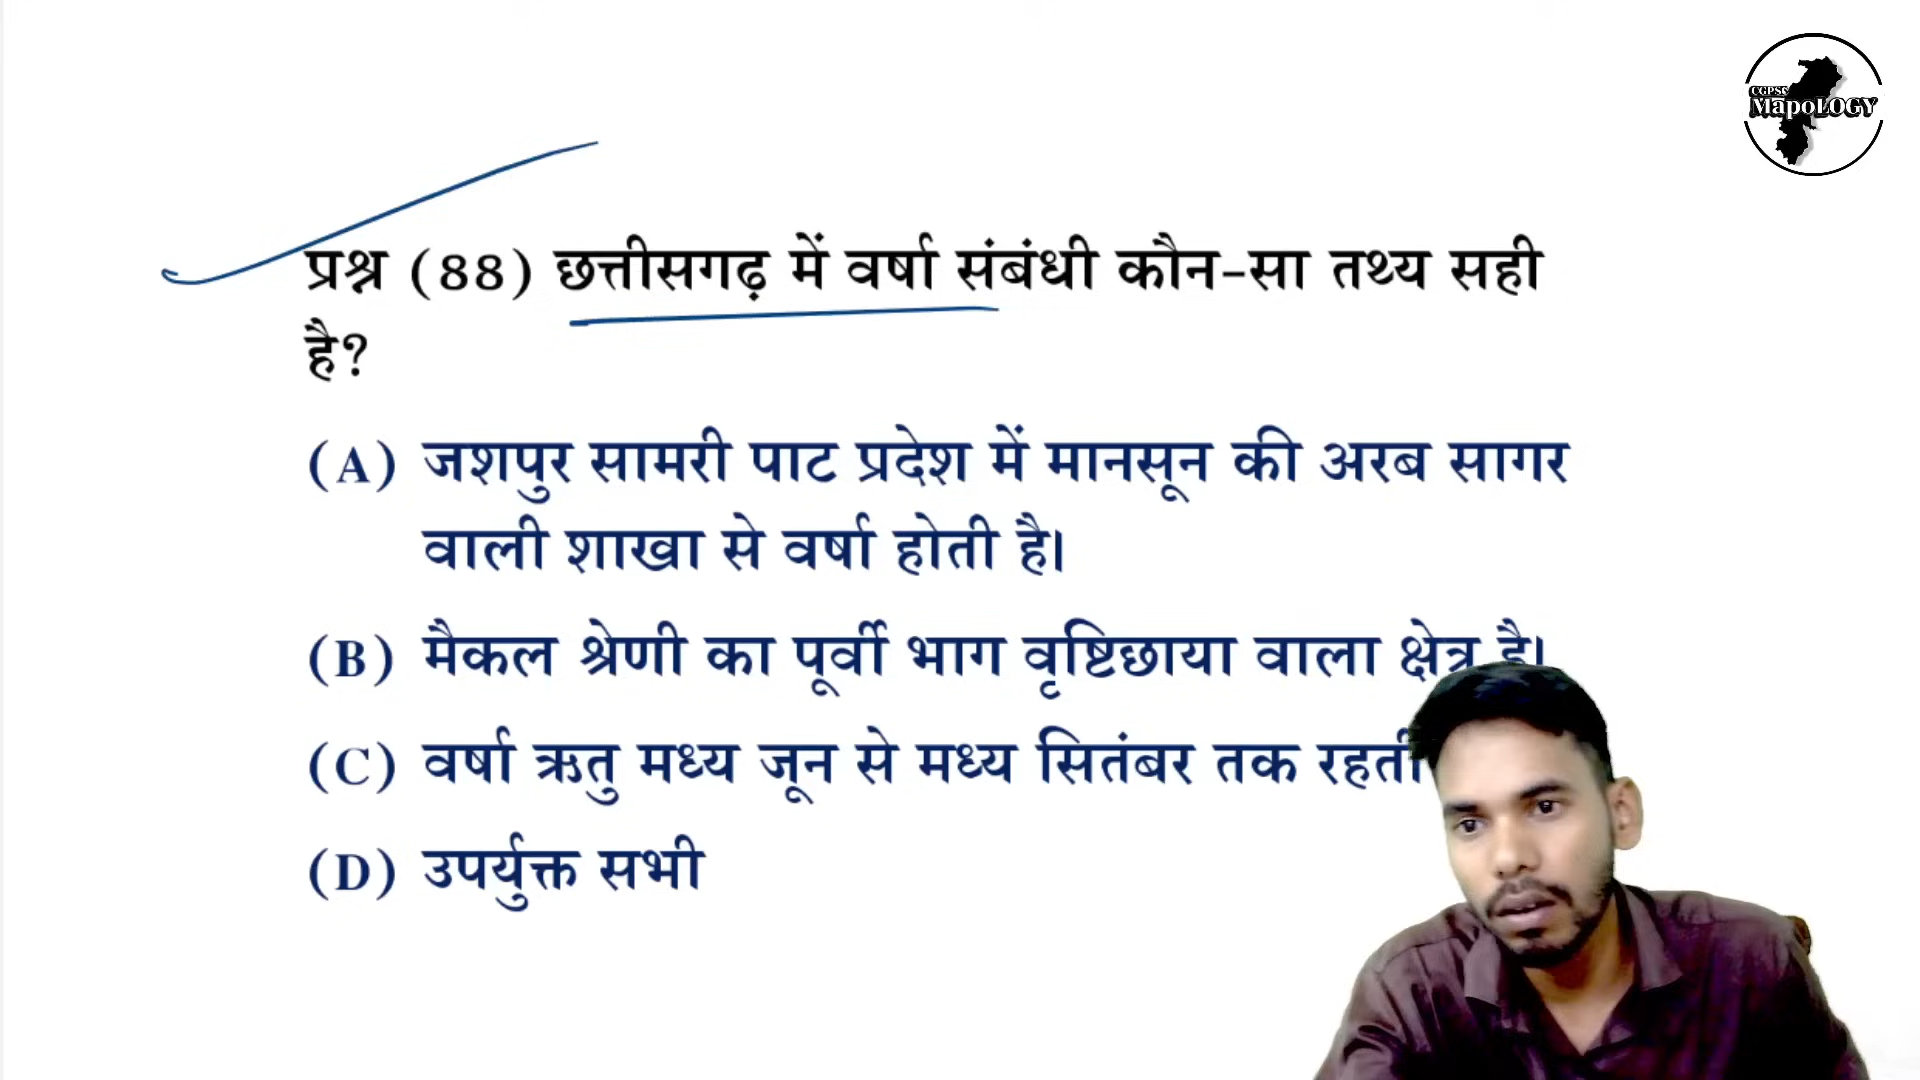 CGPSC
MapoLOGY
प्रश्न (88) छत्तीसगढ़ में वर्षा संबंधी कौन-सा तथ्य सही
है?
(A) जशपुर सामरी पाट प्रदेश में मानसून की अरब सागर
वाली शाखा से वर्षा होती है।
(B) मैकल श्रेणी का पूर्वी भाग वृष्टिछाया वाला क्षेत्र है।
(C) वर्षा ऋतु मध्य जून से मध्य सितंबर तक रहती
(D) उपर्युक्त सभी